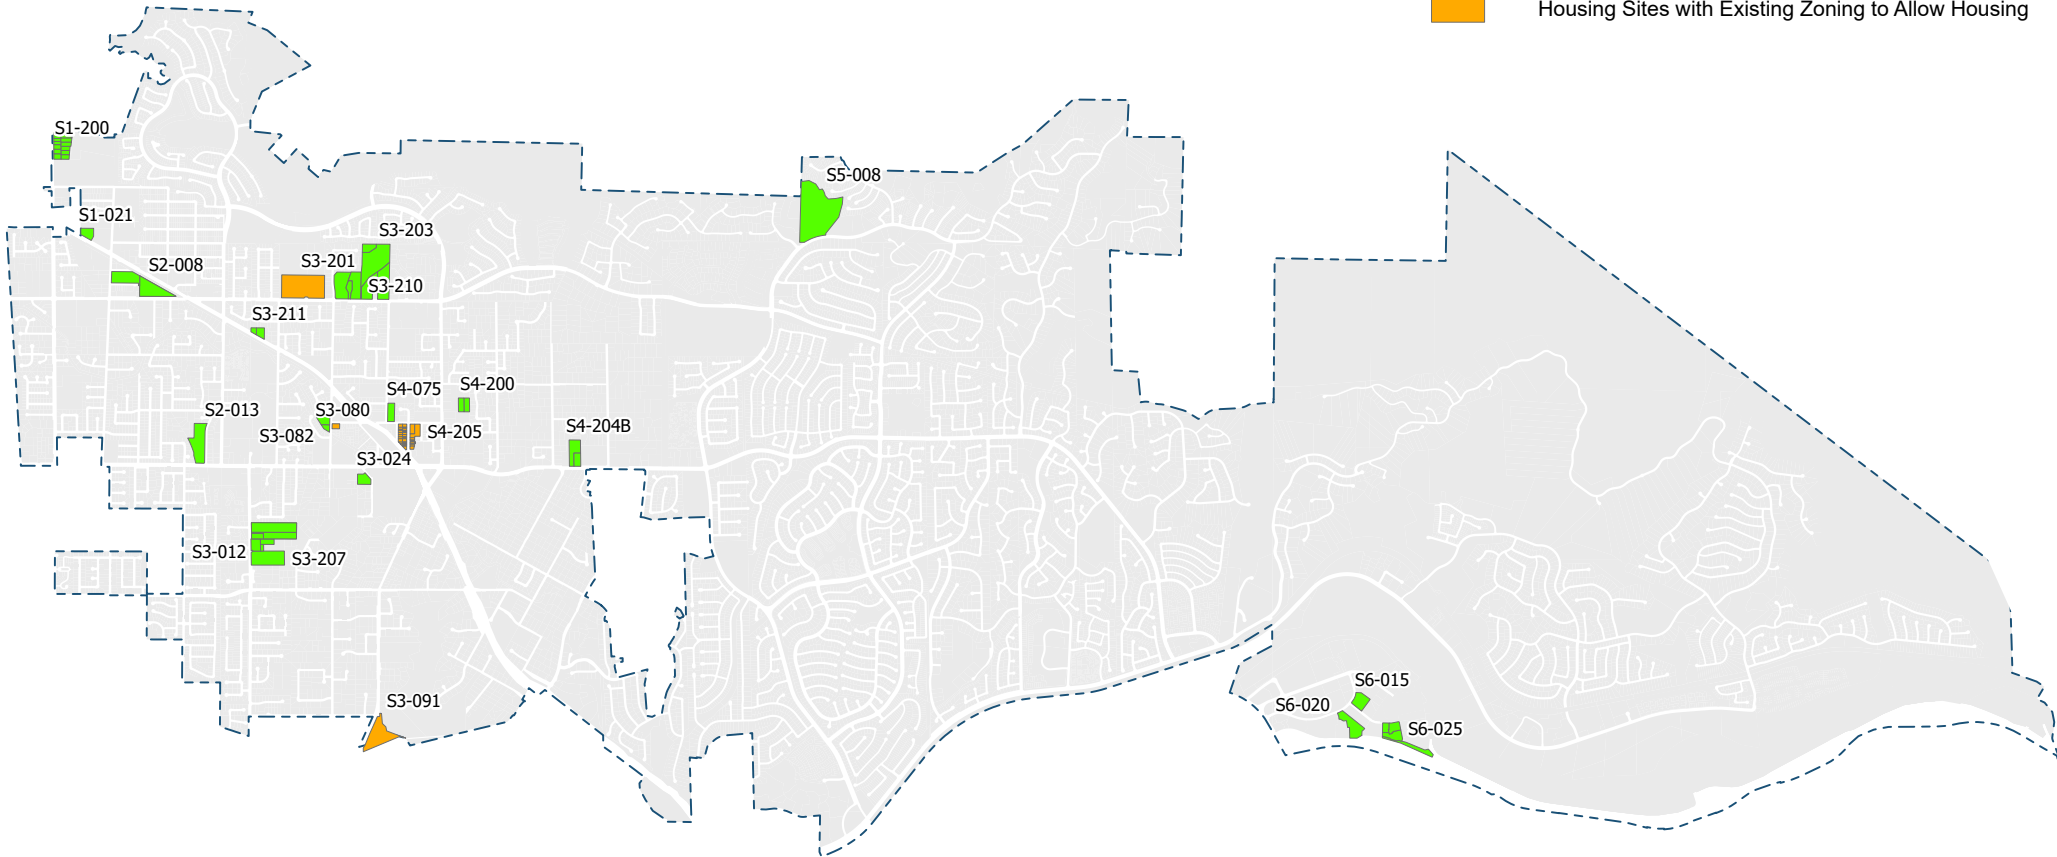 Housing Sites with Existing Zoning to Allow Housing
S1-200
S5-008
S1-021
S3-203
S2-008
S3-201
S3-210
S3-211
S4-075
S4-200
S2-013
S3-080
S4-204B
S3-082
S4-205
S3-024
S3-012
S3-207
S6-015
S3-091
S6-020
S6-025